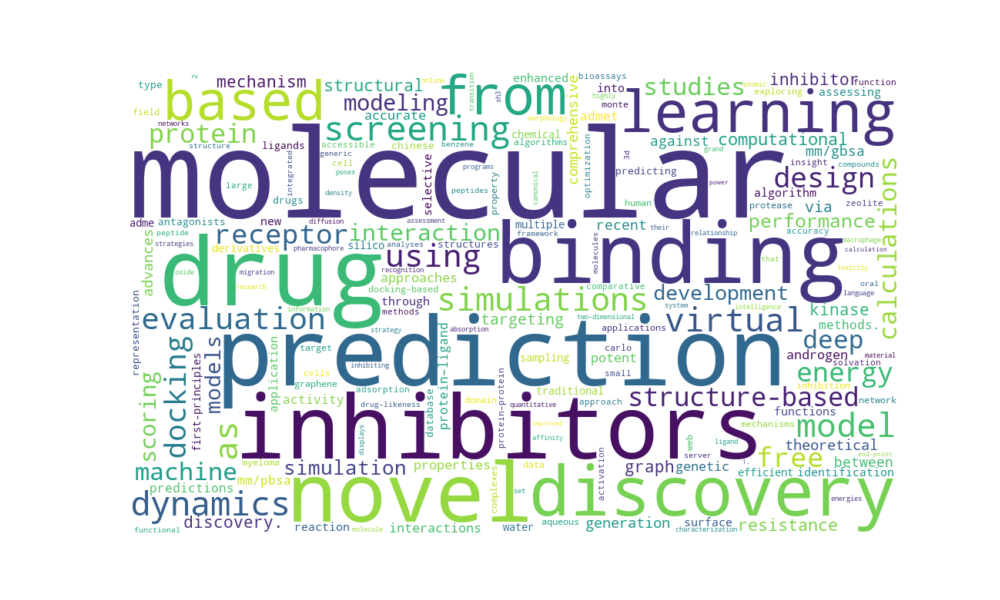 2
type
mechanism
structural
enhanced
online
transition
bioassays
inhibitor
function
based
from
studies
into
assessing
field
modeling
sh3
atomic
exploring
accurate
highly
monte
learning
networks
protein
screening
morphology
chemical
comprehensive
admet
against
computational
structure
ligands
accessible
chinese
benzene
algorithms
mm/gbsa
molecular
generic
cell
poses
programs
property
optimization
predicting
3d
grand
insight
compounds
large
integrated
density
selective
peptides
canonical
design
power
algorithm
zeolite
drugs
human
protease
adme
antagonists
new
diffusion
assessment
multiple
recent
via
performance
calculations
peptide
receptor
interaction
framework
their
relationship
accuracy
strategies
pharmacophore
silico
analyses
structures
binding
macrophage
calculation
advances
derivatives
using
recognition
approaches
molecules
comparative
that
toxicity
drug
oxide
migration
docking-based
oral
language
research
through
methods
system
intelligence
representation
information
simulations
development
kinase
evaluation
strategy
absorption
targeting
two-dimensional
applications
virtual
methods.
material
solvation
target
inhibiting
sampling
carlo
deep
prediction
potent
small
androgen
first-principles
models
application
cells
graphene
adsorption
traditional
inhibition
network
energy
scoring
docking
activity
drug-likeness
database
protein-ligand
domain
quantitative
approach
structure-based
functions
as
inhibitors
improved
protein-protein
mechanisms
model
displays
affinity
web
ligand
theoretical
machine
myeloma
simulation
properties
data
server
graph
genetic
free
between
end-point
mm/pbsa
activation
efficient
identification
predictions
complexes
set
novel
discovery
energies
dynamics
discovery.
reaction
molecule
interactions
water
aqueous
generation
surface
resistance
functional
characterization